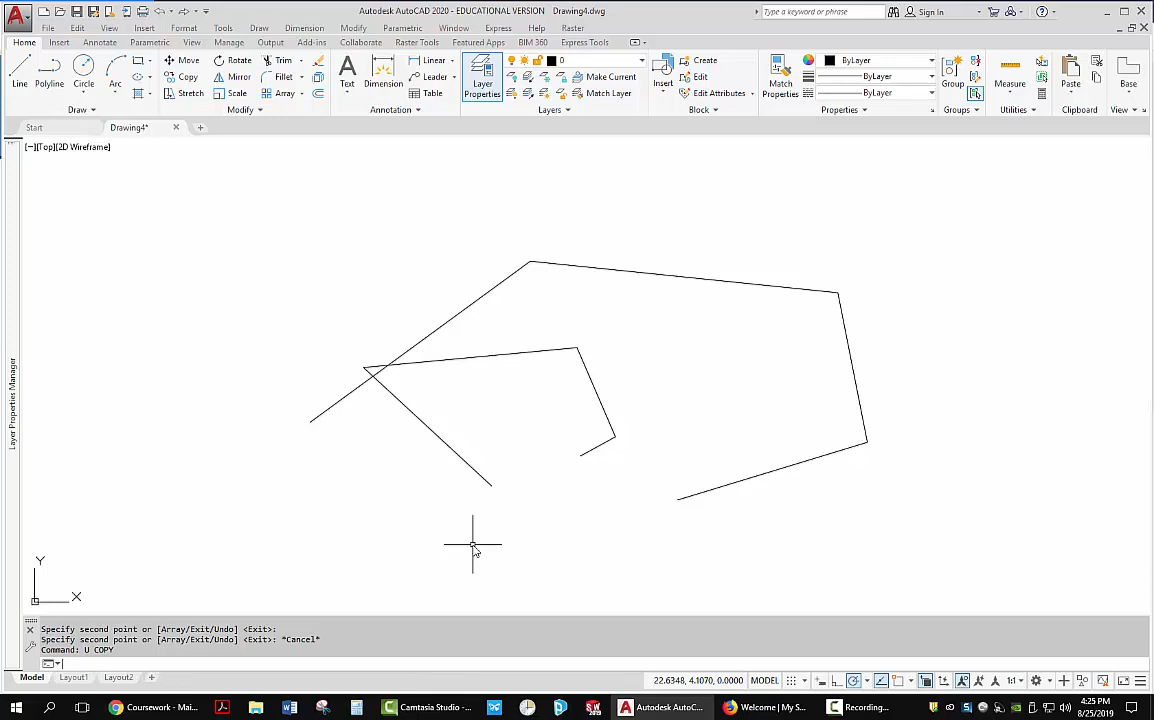 Autodesk AutoCAD 2020 - EDUCATIONAL VERSION Drawing4.dwg
Type a keyword or phrase
Sign In
File Edit View Insert Format Tools Draw Dimension Modify Parametric Window Express Help Raster
Home Insert Annotate Parametric View Manage Output Add-ins Collaborate Raster Tools Featured Apps BIM 360 Express Tools
Line Polyline Circle Arc
Move Rotate Trim
Copy Mirror Fillet
Stretch Scale Array
Text Dimension
Linear
Leader
Table
Layer Properties
0
Make Current
Match Layer
Insert
Create
Edit
Edit Attributes
Match Properties
ByLayer
ByLayer
ByLayer
Group Measure Paste Base
Draw Modify Annotation Layers Block Properties Groups Utilities Clipboard View
Start Drawing4*
[−][Top][2D Wireframe]
Layer Properties Manager
Y
X
Specify second point or [Array/Exit/Undo] <Exit>:
Specify second point or [Array/Exit/Undo] <Exit>: *Cancel*
Command: U COPY
Model Layout1 Layout2
22.6348, 4.1070, 0.0000 MODEL
1:1
Coursework - Mai...
Camtasia Studio - ...
Autodesk AutoC...
Welcome | My S...
Recording...
4:25 PM
8/25/2019